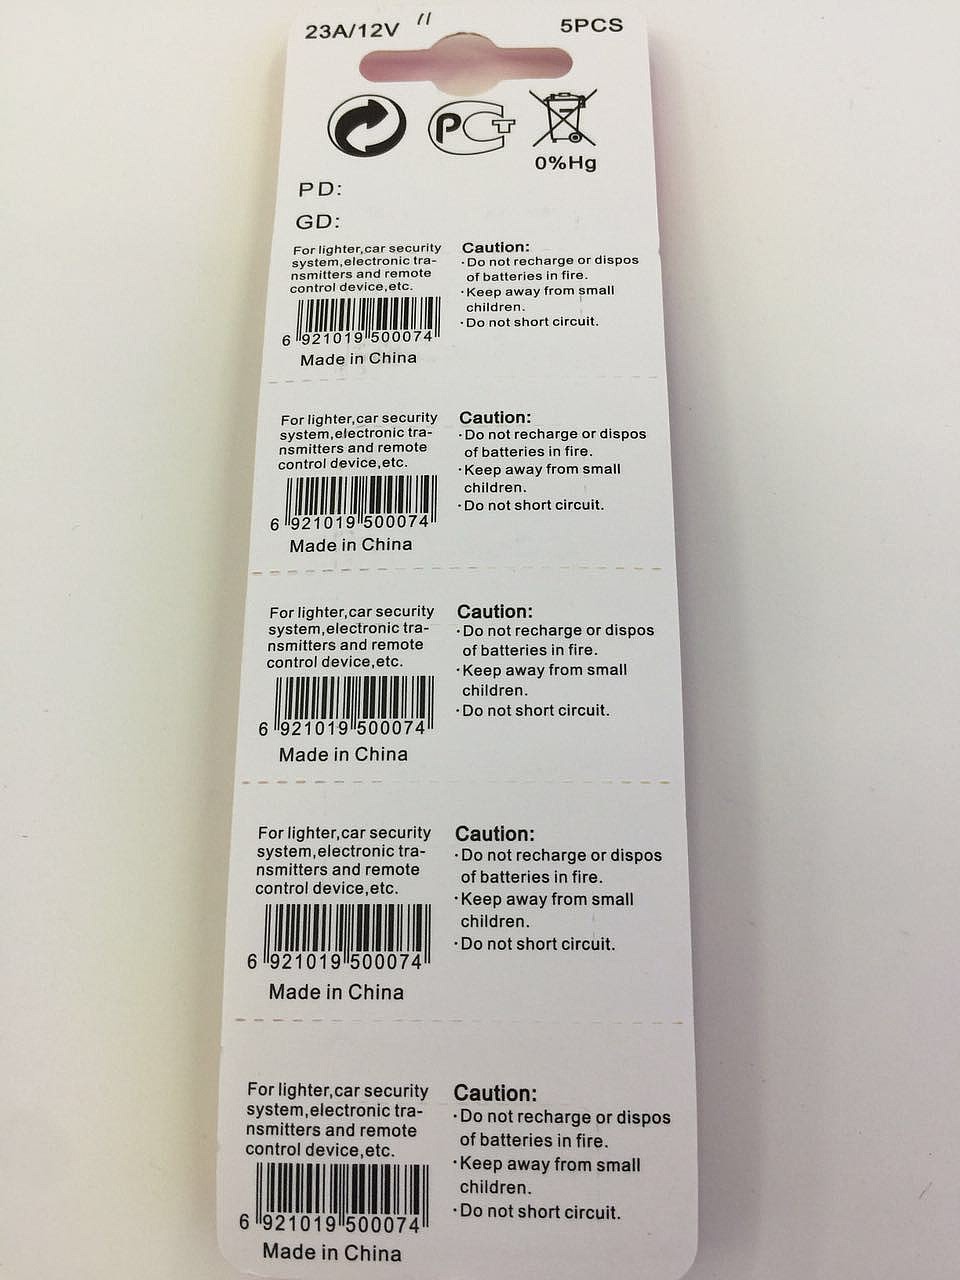 23A/12V
5PCS
PCT
0%Hg
PD:
GD:
For lighter,car security
system,electronic tra-
nsmitters and remote
control device,etc.
6 921019 500074
Made in China
Caution:
·Do not recharge or dispos
of batteries in fire.
·Keep away from small
children.
·Do not short circuit.
For lighter,car security
system,electronic tra-
nsmitters and remote
control device,etc.
6 921019 500074
Made in China
Caution:
·Do not recharge or dispos
of batteries in fire.
·Keep away from small
children.
·Do not short circuit.
For lighter,car security
system,electronic tra-
nsmitters and remote
control device,etc.
6 921019 500074
Made in China
Caution:
·Do not recharge or dispos
of batteries in fire.
·Keep away from small
children.
·Do not short circuit.
For lighter,car security
system,electronic tra-
nsmitters and remote
control device,etc.
6 921019 500074
Made in China
Caution:
·Do not recharge or dispos
of batteries in fire.
·Keep away from small
children.
·Do not short circuit.
For lighter,car security
system,electronic tra-
nsmitters and remote
control device,etc.
6 921019 500074
Made in China
Caution:
·Do not recharge or dispos
of batteries in fire.
·Keep away from small
children.
·Do not short circuit.